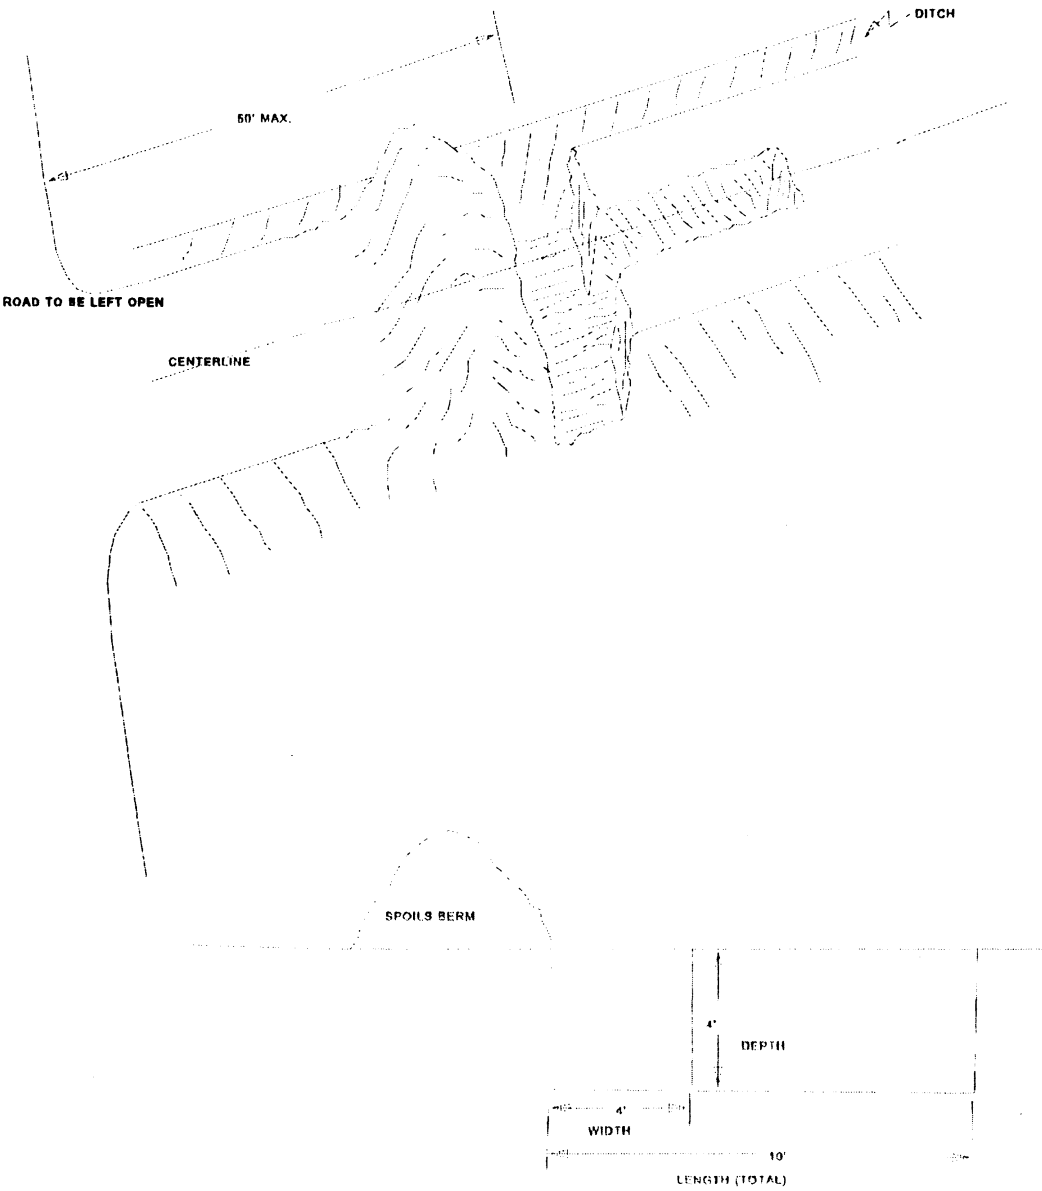 DITCH
50' MAX.
ROAD TO BE LEFT OPEN
CENTERLINE
SPOILS BERM
4'
DEPTH
4'
WIDTH
10'
LENGTH (TOTAL)